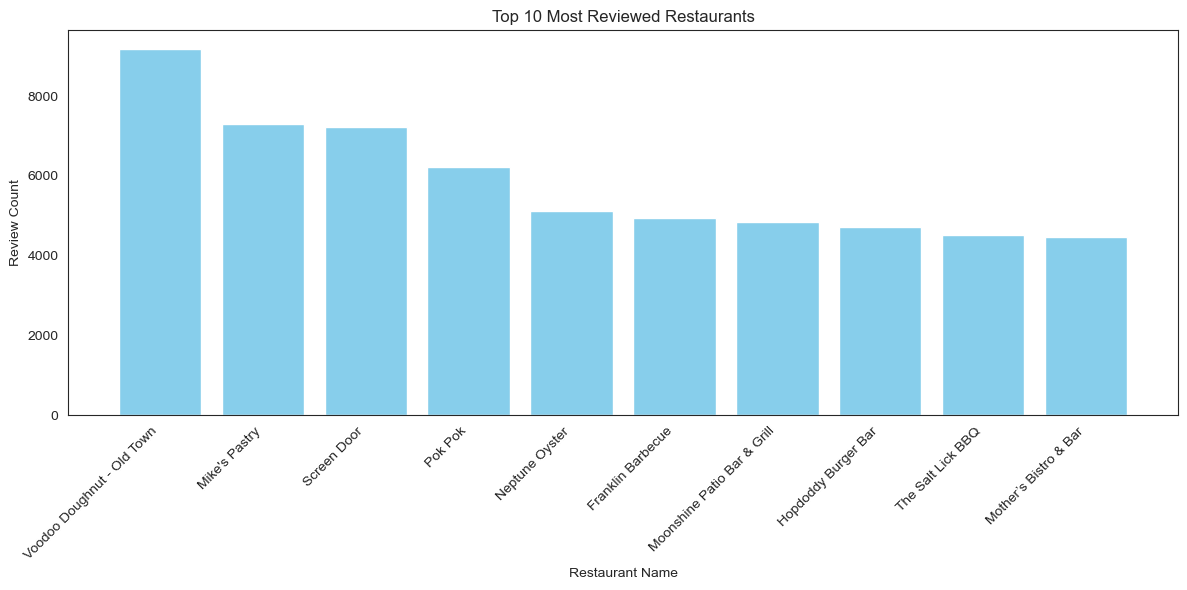 Top 10 Most Reviewed Restaurants
Review Count
8000
6000
4000
2000
0
Voodoo Doughnut - Old Town
Mike's Pastry
Screen Door
Pok Pok
Neptune Oyster
Franklin Barbecue
Moonshine Patio Bar & Grill
Hopdoddy Burger Bar
The Salt Lick BBQ
Mother’s Bistro & Bar
Restaurant Name